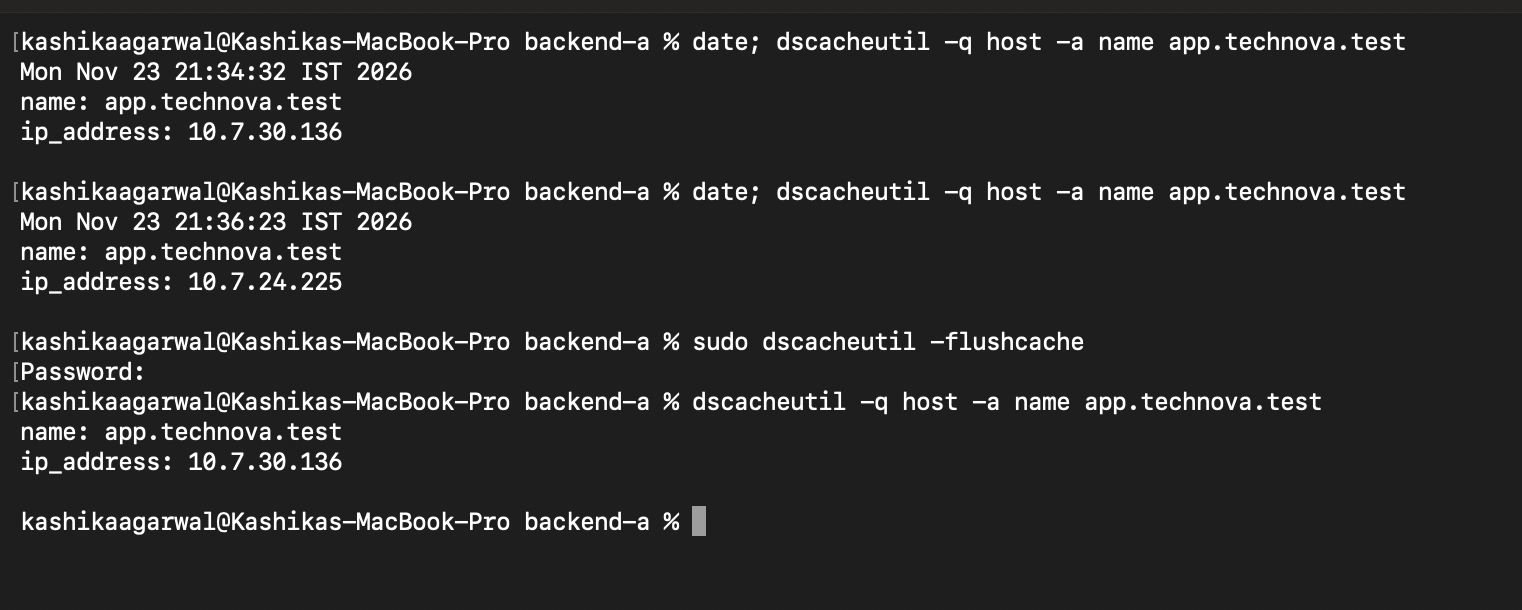 [kashikaagarwal@Kashikas-MacBook-Pro backend-a % date; dscacheutil -q host -a name app.technova.test
Mon Nov 23 21:34:32 IST 2026
name: app.technova.test
ip_address: 10.7.30.136
[kashikaagarwal@Kashikas-MacBook-Pro backend-a % date; dscacheutil -q host -a name app.technova.test
Mon Nov 23 21:36:23 IST 2026
name: app.technova.test
ip_address: 10.7.24.225
[kashikaagarwal@Kashikas-MacBook-Pro backend-a % sudo dscacheutil -flushcache
[Password:
[kashikaagarwal@Kashikas-MacBook-Pro backend-a % dscacheutil -q host -a name app.technova.test
name: app.technova.test
ip_address: 10.7.30.136
kashikaagarwal@Kashikas-MacBook-Pro backend-a %